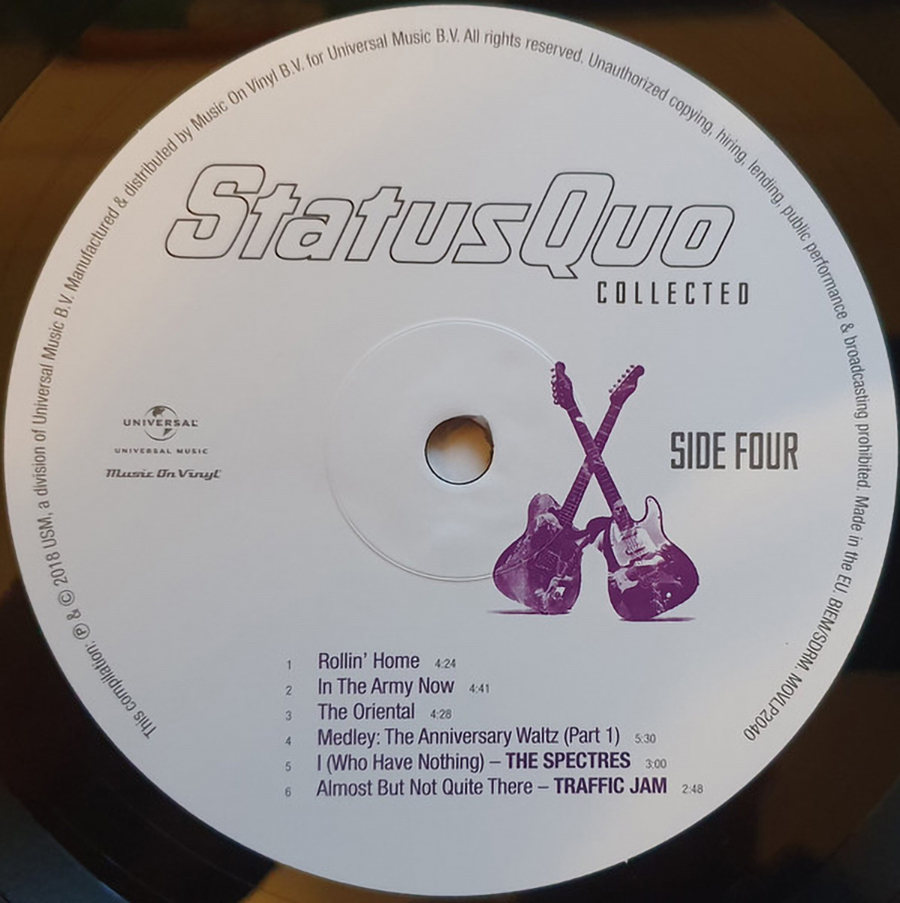 This compilation: ℗ & © 2018 USM, a division of Universal Music B.V. Manufactured & distributed by Music On Vinyl B.V. for Universal Music B.V. All rights reserved. Unauthorized copying, hiring, lending, public performance & broadcasting prohibited. Made in the EU. BIEM/SDRM. MOVLP2040
StatusQuo
COLLECTED
UNIVERSAL
UNIVERSAL MUSIC
Music On Vinyl
SIDE FOUR
1 Rollin' Home 4:24
2 In The Army Now 4:41
3 The Oriental 4:28
4 Medley: The Anniversary Waltz (Part 1) 5:30
5 I (Who Have Nothing) – THE SPECTRES 3:00
6 Almost But Not Quite There – TRAFFIC JAM 2:48